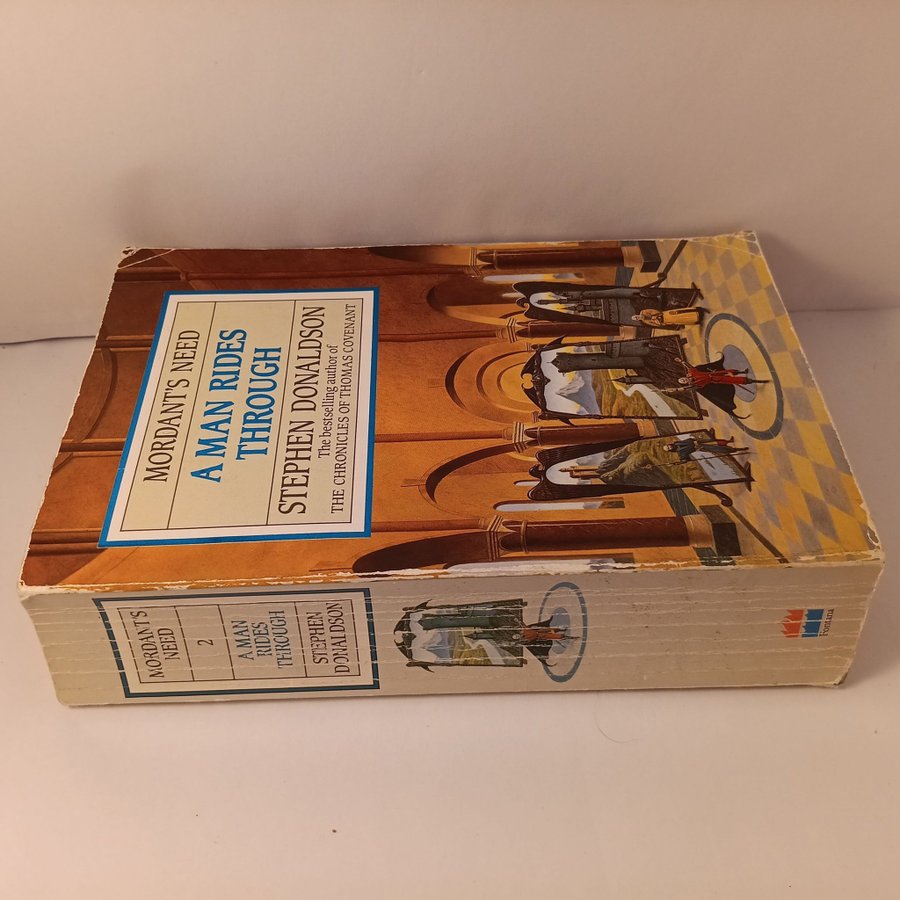 MORDANT'S NEED
A MAN RIDES
THROUGH
STEPHEN DONALDSON
The bestselling author of
THE CHRONICLES OF THOMAS COVENANT
MORDANT'S
NEED
2
A MAN
RIDES
THROUGH
STEPHEN
DONALDSON
Fontana